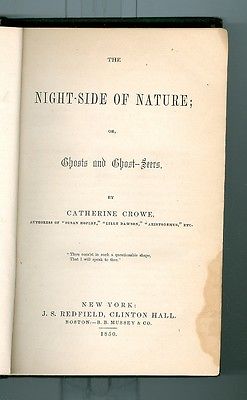 THE
NIGHT-SIDE OF NATURE;
OR,
Ghosts and Ghost-Seers.
BY
CATHERINE CROWE,
AUTHORESS OF "SUSAN HOPLEY," "LILLY DAWSON," "ARISTODEMUS," ETC.
"Thou com'st in such a questionable shape,
That I will speak to thee."
NEW YORK:
J. S. REDFIELD, CLINTON HALL.
BOSTON:—B. B. MUSSEY & CO.
1850.